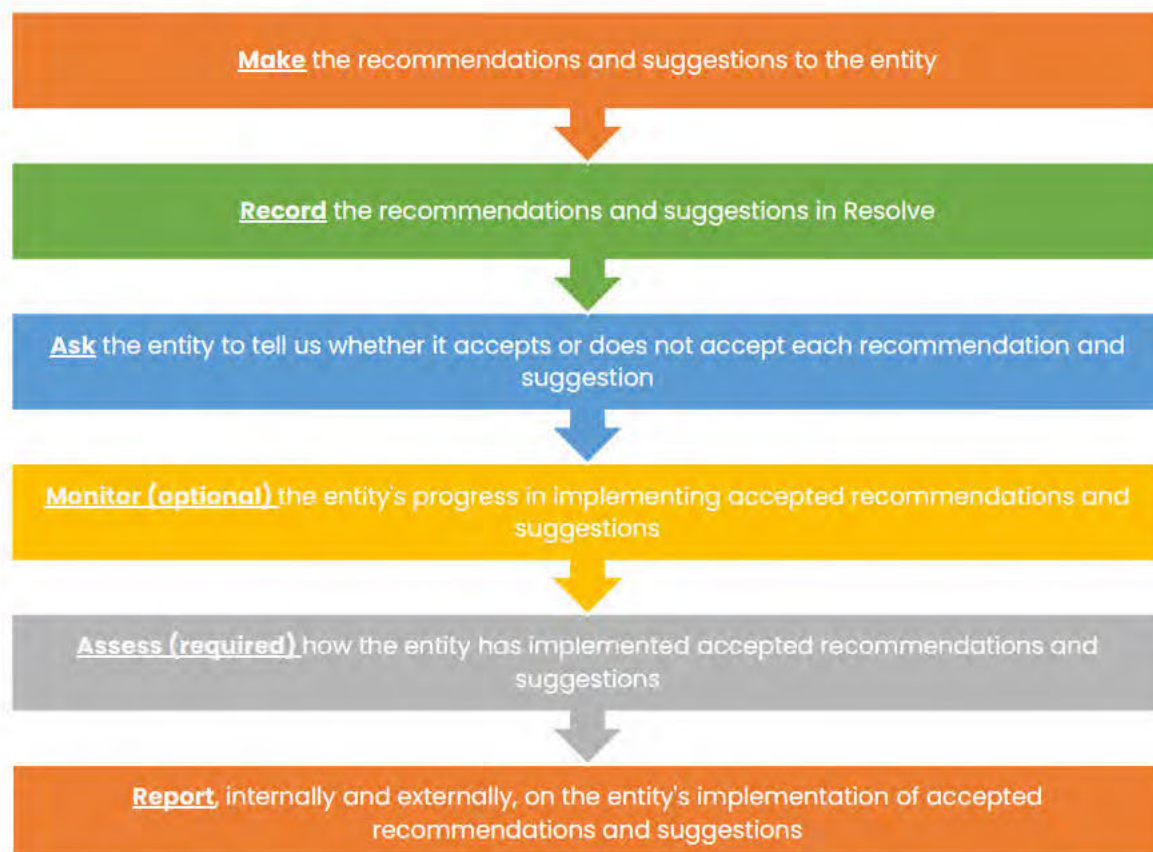 Make the recommendations and suggestions to the entity
Record the recommendations and suggestions in Resolve
Ask the entity to tell us whether it accepts or does not accept each recommendation and
suggestion
Monitor (optional) the entity's progress in implementing accepted recommendations and
suggestions
Assess (required) how the entity has implemented accepted recommendations and
suggestions
Report, internally and externally, on the entity's implementation of accepted
recommendations and suggestions